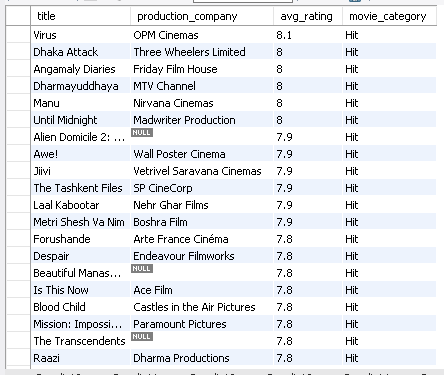 title production_company avg_rating movie_category
Virus OPM Cinemas 8.1 Hit
Dhaka Attack Three Wheelers Limited 8 Hit
Angamaly Diaries Friday Film House 8 Hit
Dharmayuddhaya MTV Channel 8 Hit
Manu Nirvana Cinemas 8 Hit
Until Midnight Madwriter Production 8 Hit
Alien Domicile 2: ... NULL 7.9 Hit
Awe! Wall Poster Cinema 7.9 Hit
Jiivi Vetrivel Saravana Cinemas 7.9 Hit
The Tashkent Files SP CineCorp 7.9 Hit
Laal Kabootar Nehr Ghar Films 7.9 Hit
Metri Shesh Va Nim Boshra Film 7.9 Hit
Forushande Arte France Cinéma 7.8 Hit
Despair Endeavour Filmworks 7.8 Hit
Beautiful Manas... NULL 7.8 Hit
Is This Now Ace Film 7.8 Hit
Blood Child Castles in the Air Pictures 7.8 Hit
Mission: Impossi... Paramount Pictures 7.8 Hit
The Transcendents NULL 7.8 Hit
Raazi Dharma Productions 7.8 Hit